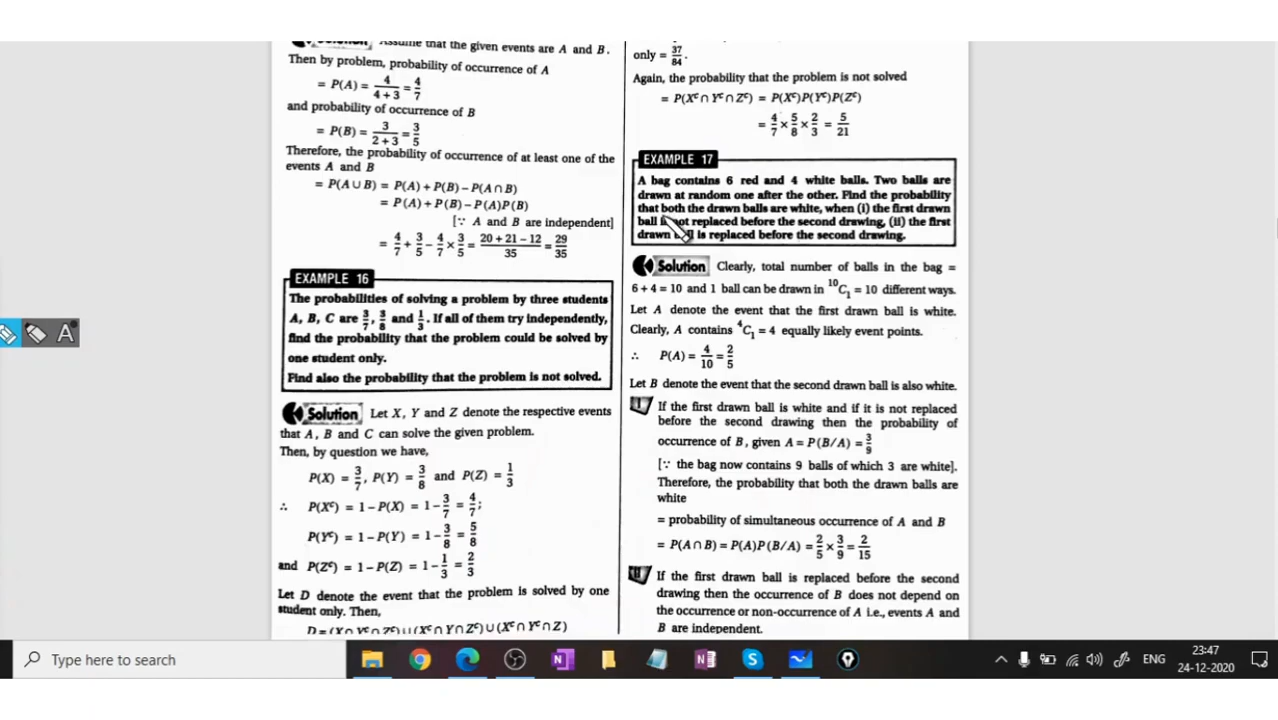 Solution Assume that the given events are A and B.
Then by problem, probability of occurrence of A
= P(A) = 4/(4 + 3) = 4/7
and probability of occurrence of B
= P(B) = 3/(2 + 3) = 3/5
Therefore, the probability of occurrence of at least one of the
events A and B
= P(A ∪ B) = P(A) + P(B) − P(A ∩ B)
= P(A) + P(B) − P(A)P(B)
[∵ A and B are independent]
= 4/7 + 3/5 − 4/7 × 3/5 = (20 + 21 − 12)/35 = 29/35
EXAMPLE 16
The probabilities of solving a problem by three students
A, B, C are 3/7, 3/8 and 1/3. If all of them try independently,
find the probability that the problem could be solved by
one student only.
Find also the probability that the problem is not solved.
Solution Let X, Y and Z denote the respective events
that A, B and C can solve the given problem.
Then, by question we have,
P(X) = 3/7, P(Y) = 3/8 and P(Z) = 1/3
∴ P(Xᶜ) = 1 − P(X) = 1 − 3/7 = 4/7;
P(Yᶜ) = 1 − P(Y) = 1 − 3/8 = 5/8
and P(Zᶜ) = 1 − P(Z) = 1 − 1/3 = 2/3
Let D denote the event that the problem is solved by one
student only. Then,
D = (X ∩ Yᶜ ∩ Zᶜ) ∪ (Xᶜ ∩ Y ∩ Zᶜ) ∪ (Xᶜ ∩ Yᶜ ∩ Z)
only = 37/84.
Again, the probability that the problem is not solved
= P(Xᶜ ∩ Yᶜ ∩ Zᶜ) = P(Xᶜ)P(Yᶜ)P(Zᶜ)
= 4/7 × 5/8 × 2/3 = 5/21
EXAMPLE 17
A bag contains 6 red and 4 white balls. Two balls are
drawn at random one after the other. Find the probability
that both the drawn balls are white, when (i) the first drawn
ball is not replaced before the second drawing, (ii) the first
drawn ball is replaced before the second drawing.
Solution Clearly, total number of balls in the bag =
6 + 4 = 10 and 1 ball can be drawn in ¹⁰C₁ = 10 different ways.
Let A denote the event that the first drawn ball is white.
Clearly, A contains ⁴C₁ = 4 equally likely event points.
∴ P(A) = 4/10 = 2/5
Let B denote the event that the second drawn ball is also white.
I If the first drawn ball is white and if it is not replaced
before the second drawing then the probability of
occurrence of B, given A = P(B/A) = 3/9
[∵ the bag now contains 9 balls of which 3 are white].
Therefore, the probability that both the drawn balls are
white
= probability of simultaneous occurrence of A and B
= P(A ∩ B) = P(A)P(B/A) = 2/5 × 3/9 = 2/15
II If the first drawn ball is replaced before the second
drawing then the occurrence of B does not depend on
the occurrence or non-occurrence of A i.e., events A and
B are independent.
A
Type here to search
ENG
23:47
24-12-2020